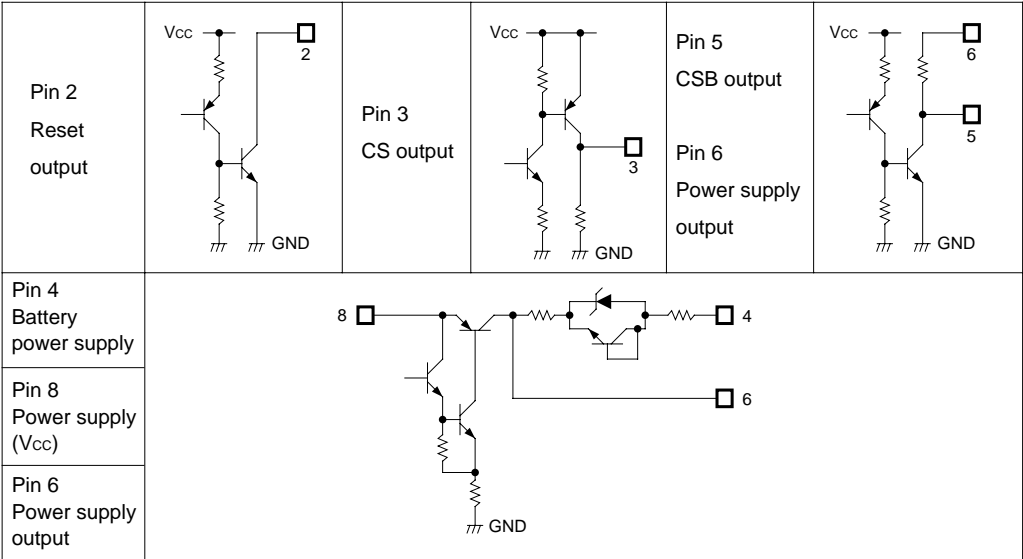 Pin 2
Reset
output
Vcc
2
GND
Pin 3
CS output
Vcc
3
GND
Pin 5
CSB output
Pin 6
Power supply
output
Vcc
6
5
GND
Pin 4
Battery
power supply
Pin 8
Power supply
(Vcc)
Pin 6
Power supply
output
8
4
6
GND